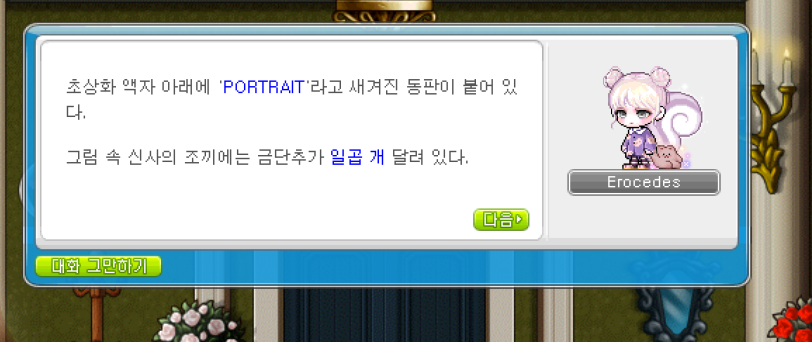 초상화 액자 아래에 'PORTRAIT'라고 새겨진 동판이 붙어 있
다.
그림 속 신사의 조끼에는 금단추가 일곱 개 달려 있다.
다음
Erocedes
대화 그만하기